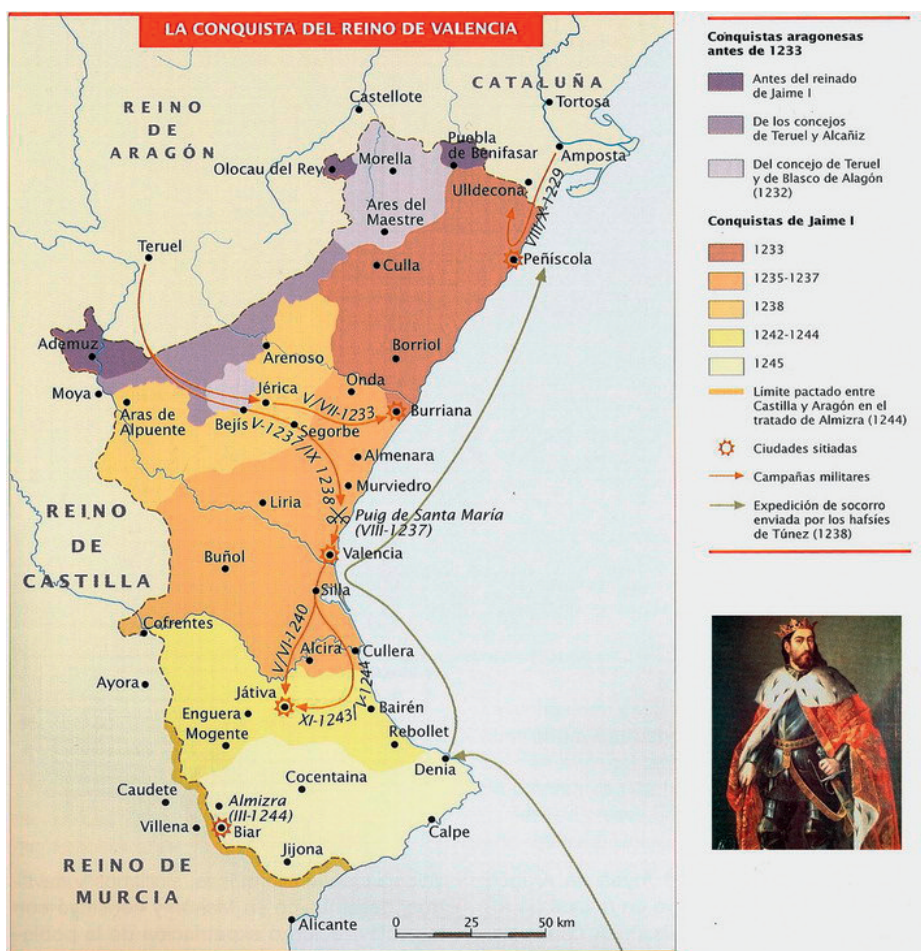 LA CONQUISTA DEL REINO DE VALENCIA
CATALUÑA
REINO
DE
ARAGÓN
Castellote
Tortosa
Olocau del Rey
Morella
Puebla
de Benifasar
Amposta
Ulldecona
Ares del
Maestre
VIII/X-1229
Teruel
Culla
Peñíscola
Ademuz
Arenoso
Borriol
Moya
Aras de
Alpuente
Jérica
Onda
V/VII-1233
Burriana
Bejís
V-1237/IX 1238
Segorbe
Almenara
Murviedro
Liria
REINO
DE
CASTILLA
Puig de Santa María
(VIII-1237)
Buñol
Valencia
Silla
Cofrentes
V/VI-1240
Alcira
Cullera
Ayora
Játiva
XI-1243/V-1244
Bairén
Enguera
Mogente
Rebollet
Denia
Cocentaina
Caudete
Almizra
(III-1244)
Villena
Biar
Calpe
Jijona
REINO DE
MURCIA
Alicante
0 25 50 km
Conquistas aragonesas
antes de 1233
Antes del reinado
de Jaime I
De los concejos
de Teruel y Alcañiz
Del concejo de Teruel
y de Blasco de Alagón
(1232)
Conquistas de Jaime I
1233
1235-1237
1238
1242-1244
1245
Límite pactado entre
Castilla y Aragón en el
tratado de Almizra (1244)
Ciudades sitiadas
Campañas militares
Expedición de socorro
enviada por los hafsíes
de Túnez (1238)